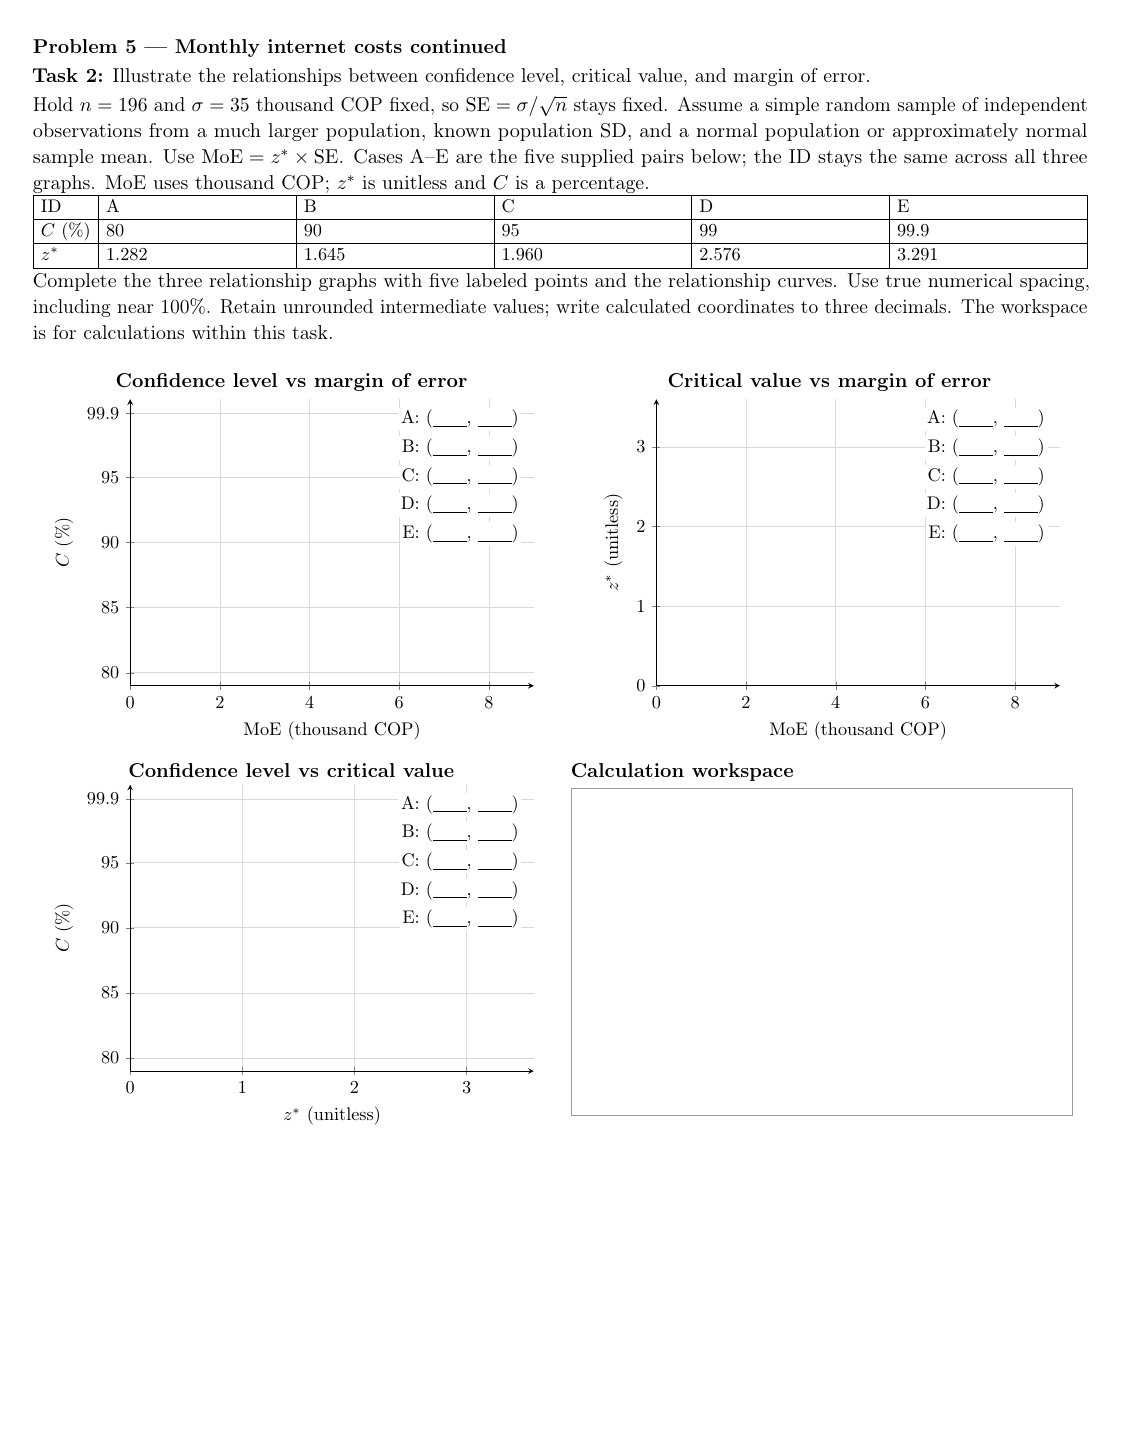 Problem 5 — Monthly internet costs continued
Task 2: Illustrate the relationships between confidence level, critical value, and margin of error.
Hold n = 196 and σ = 35 thousand COP fixed, so SE = σ/√n stays fixed. Assume a simple random sample of independent
observations from a much larger population, known population SD, and a normal population or approximately normal
sample mean. Use MoE = z* × SE. Cases A–E are the five supplied pairs below; the ID stays the same across all three
graphs. MoE uses thousand COP; z* is unitless and C is a percentage.
ID A B C D E
C (%) 80 90 95 99 99.9
z* 1.282 1.645 1.960 2.576 3.291
Complete the three relationship graphs with five labeled points and the relationship curves. Use true numerical spacing,
including near 100%. Retain unrounded intermediate values; write calculated coordinates to three decimals. The workspace
is for calculations within this task.
Confidence level vs margin of error
99.9
95
90
85
80
C (%)
A: (____, ____)
B: (____, ____)
C: (____, ____)
D: (____, ____)
E: (____, ____)
0 2 4 6 8
MoE (thousand COP)
Critical value vs margin of error
3
2
1
0
z* (unitless)
A: (____, ____)
B: (____, ____)
C: (____, ____)
D: (____, ____)
E: (____, ____)
0 2 4 6 8
MoE (thousand COP)
Confidence level vs critical value
99.9
95
90
85
80
C (%)
A: (____, ____)
B: (____, ____)
C: (____, ____)
D: (____, ____)
E: (____, ____)
0 1 2 3
z* (unitless)
Calculation workspace